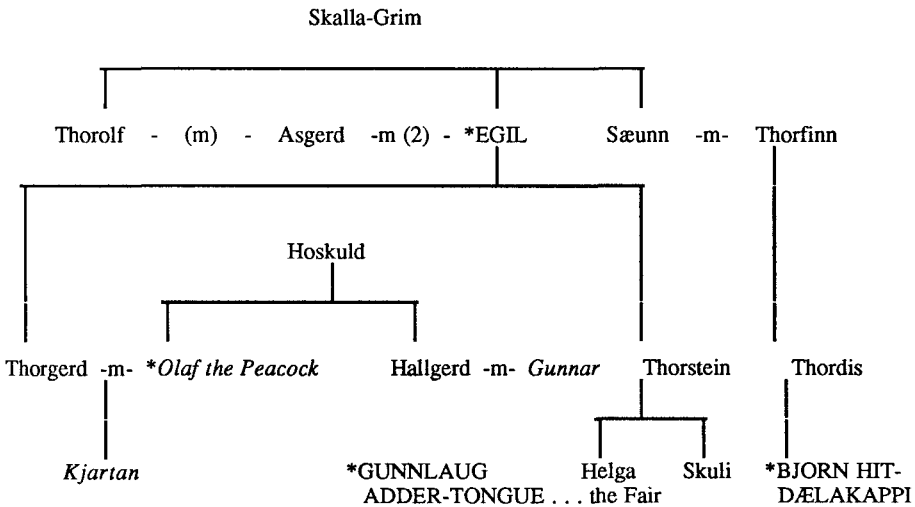 Skalla-Grim
Thorolf - (m) - Asgerd -m (2) - *EGIL Sæunn -m- Thorfinn
Hoskuld
Thorgerd -m- *Olaf the Peacock Hallgerd -m- Gunnar Thorstein Thordis
Kjartan *GUNNLAUG Helga Skuli *BJORN HIT-
ADDER-TONGUE . . . the Fair DÆLAKAPPI